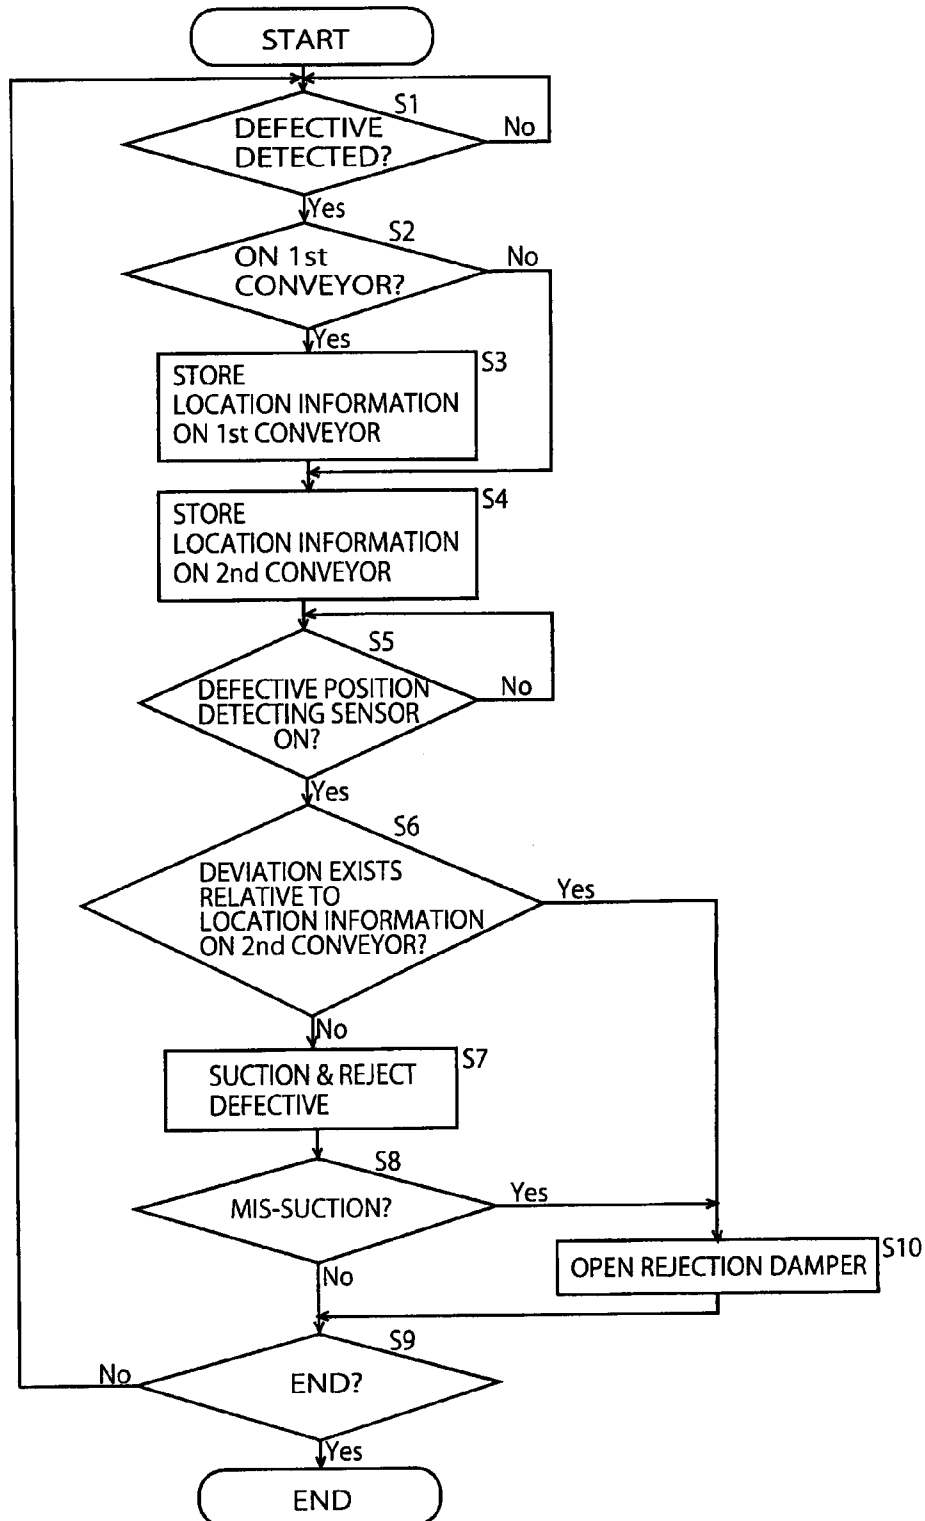 START
S1
DEFECTIVE
DETECTED?
No
Yes
S2
ON 1st
CONVEYOR?
No
Yes
S3
STORE
LOCATION INFORMATION
ON 1st CONVEYOR
S4
STORE
LOCATION INFORMATION
ON 2nd CONVEYOR
S5
DEFECTIVE POSITION
DETECTING SENSOR
ON?
No
Yes
S6
DEVIATION EXISTS
RELATIVE TO
LOCATION INFORMATION
ON 2nd CONVEYOR?
Yes
No
S7
SUCTION & REJECT
DEFECTIVE
S8
MIS-SUCTION?
Yes
No
S10
OPEN REJECTION DAMPER
S9
END?
No
Yes
END